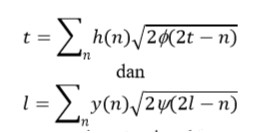 t = ∑ₙ h(n)√2ϕ(2t − n)
dan
l = ∑ₙ y(n)√2ψ(2l − n)